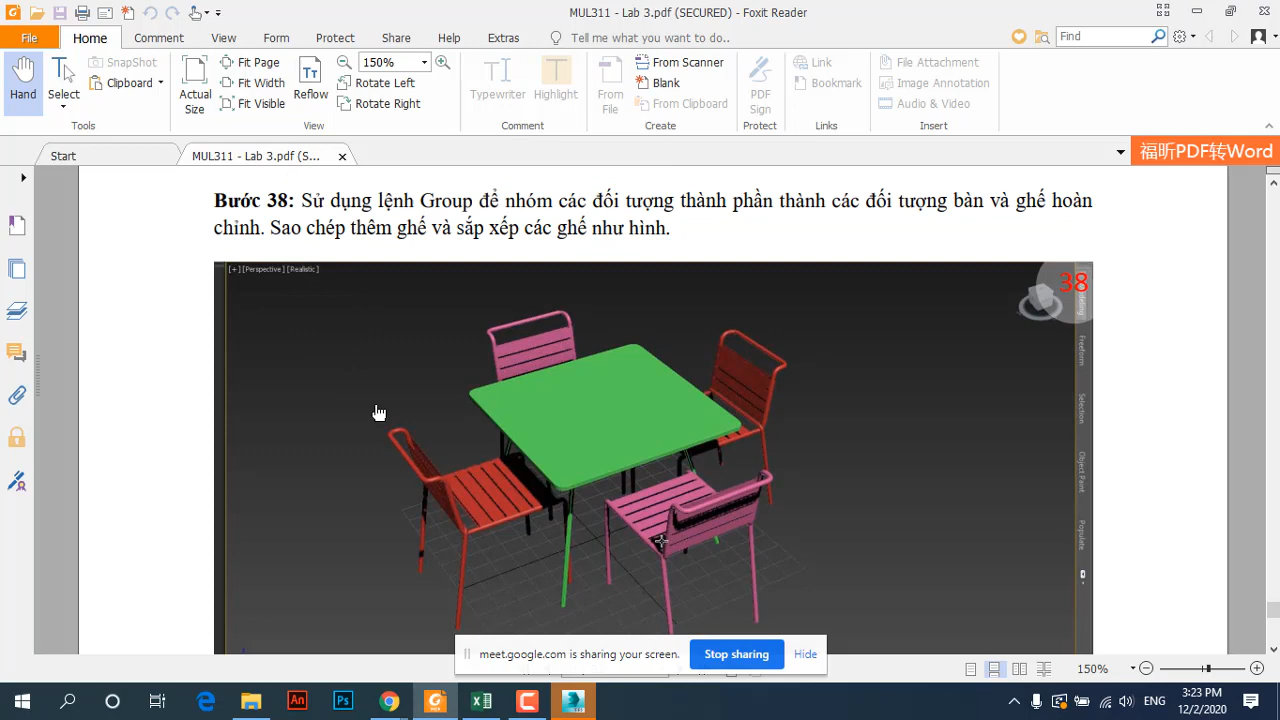 MUL311 - Lab 3.pdf (SECURED) - Foxit Reader
File
Home
Comment
View
Form
Protect
Share
Help
Extras
Tell me what you want to do..
Find
Hand
Select
SnapShot
Clipboard
Tools
Actual Size
Fit Page
Fit Width
Fit Visible
Reflow
150%
Rotate Left
Rotate Right
View
Typewriter
Highlight
Comment
From File
From Scanner
Blank
From Clipboard
Create
PDF Sign
Protect
Link
Bookmark
Links
File Attachment
Image Annotation
Audio & Video
Insert
Start
MUL311 - Lab 3.pdf (S...
福昕PDF转Word
Bước 38: Sử dụng lệnh Group để nhóm các đối tượng thành phần thành các đối tượng bàn và ghế hoàn
chỉnh. Sao chép thêm ghế và sắp xếp các ghế như hình.
[+] [Perspective] [Realistic]
38
Freeform
Selection
Object Paint
Populate
meet.google.com is sharing your screen.
Stop sharing
Hide
150%
An
Ps
ENG
3:23 PM
12/2/2020